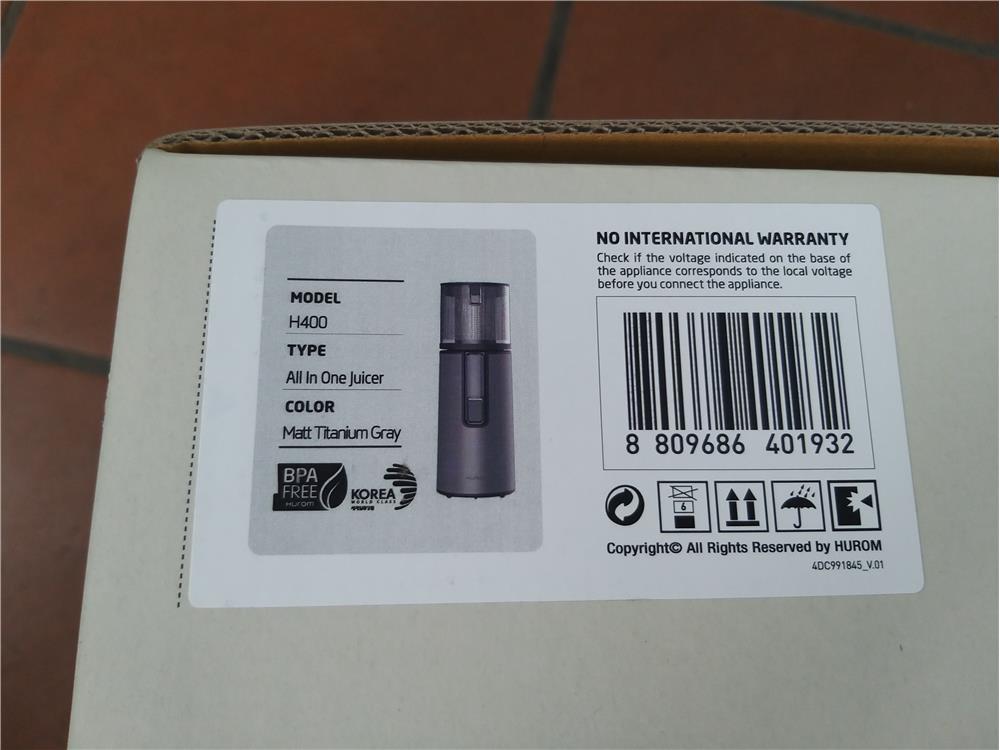 MODEL
H400
TYPE
All In One Juicer
COLOR
Matt Titanium Gray
BPA
FREE
HUROM
KOREA
WORLD CLASS
NO INTERNATIONAL WARRANTY
Check if the voltage indicated on the base of
the appliance corresponds to the local voltage
before you connect the appliance.
8 809686 401932
6
Copyright© All Rights Reserved by HUROM
4DC991845_V.01